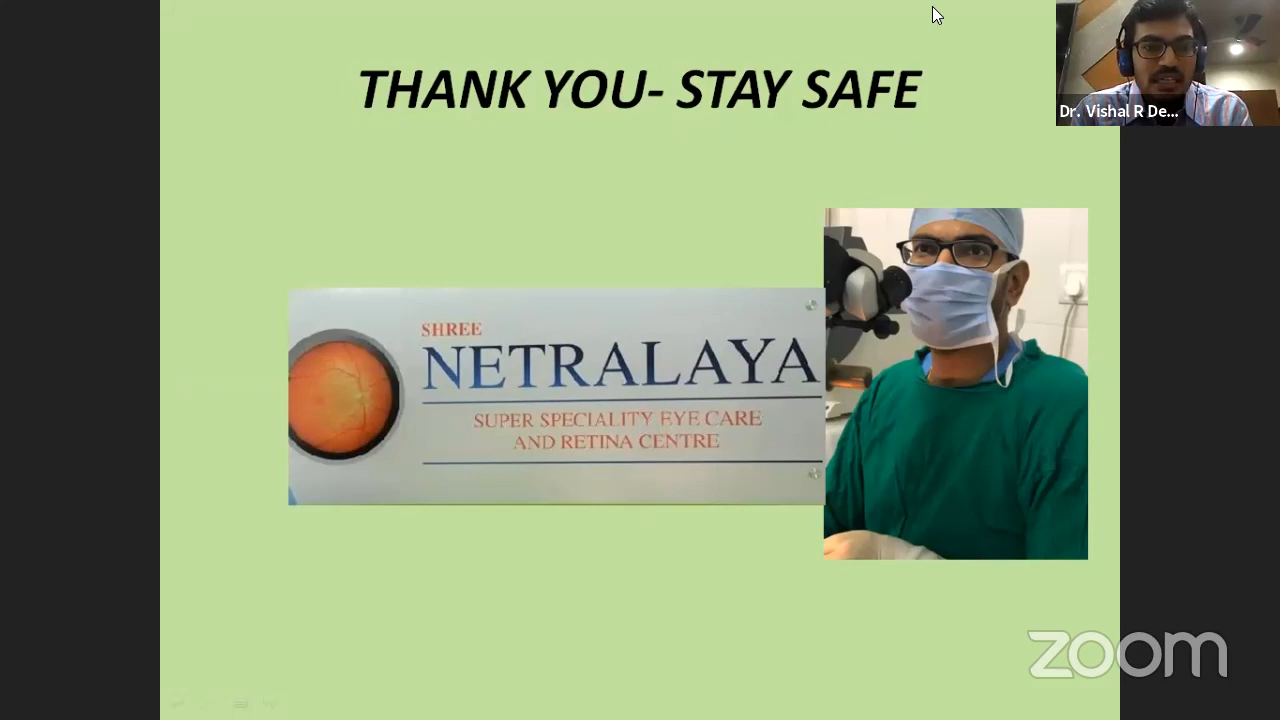 THANK YOU- STAY SAFE
Dr. Vishal R De...
SHREE
NETRALAYA
SUPER SPECIALITY EYE CARE
AND RETINA CENTRE
zoom